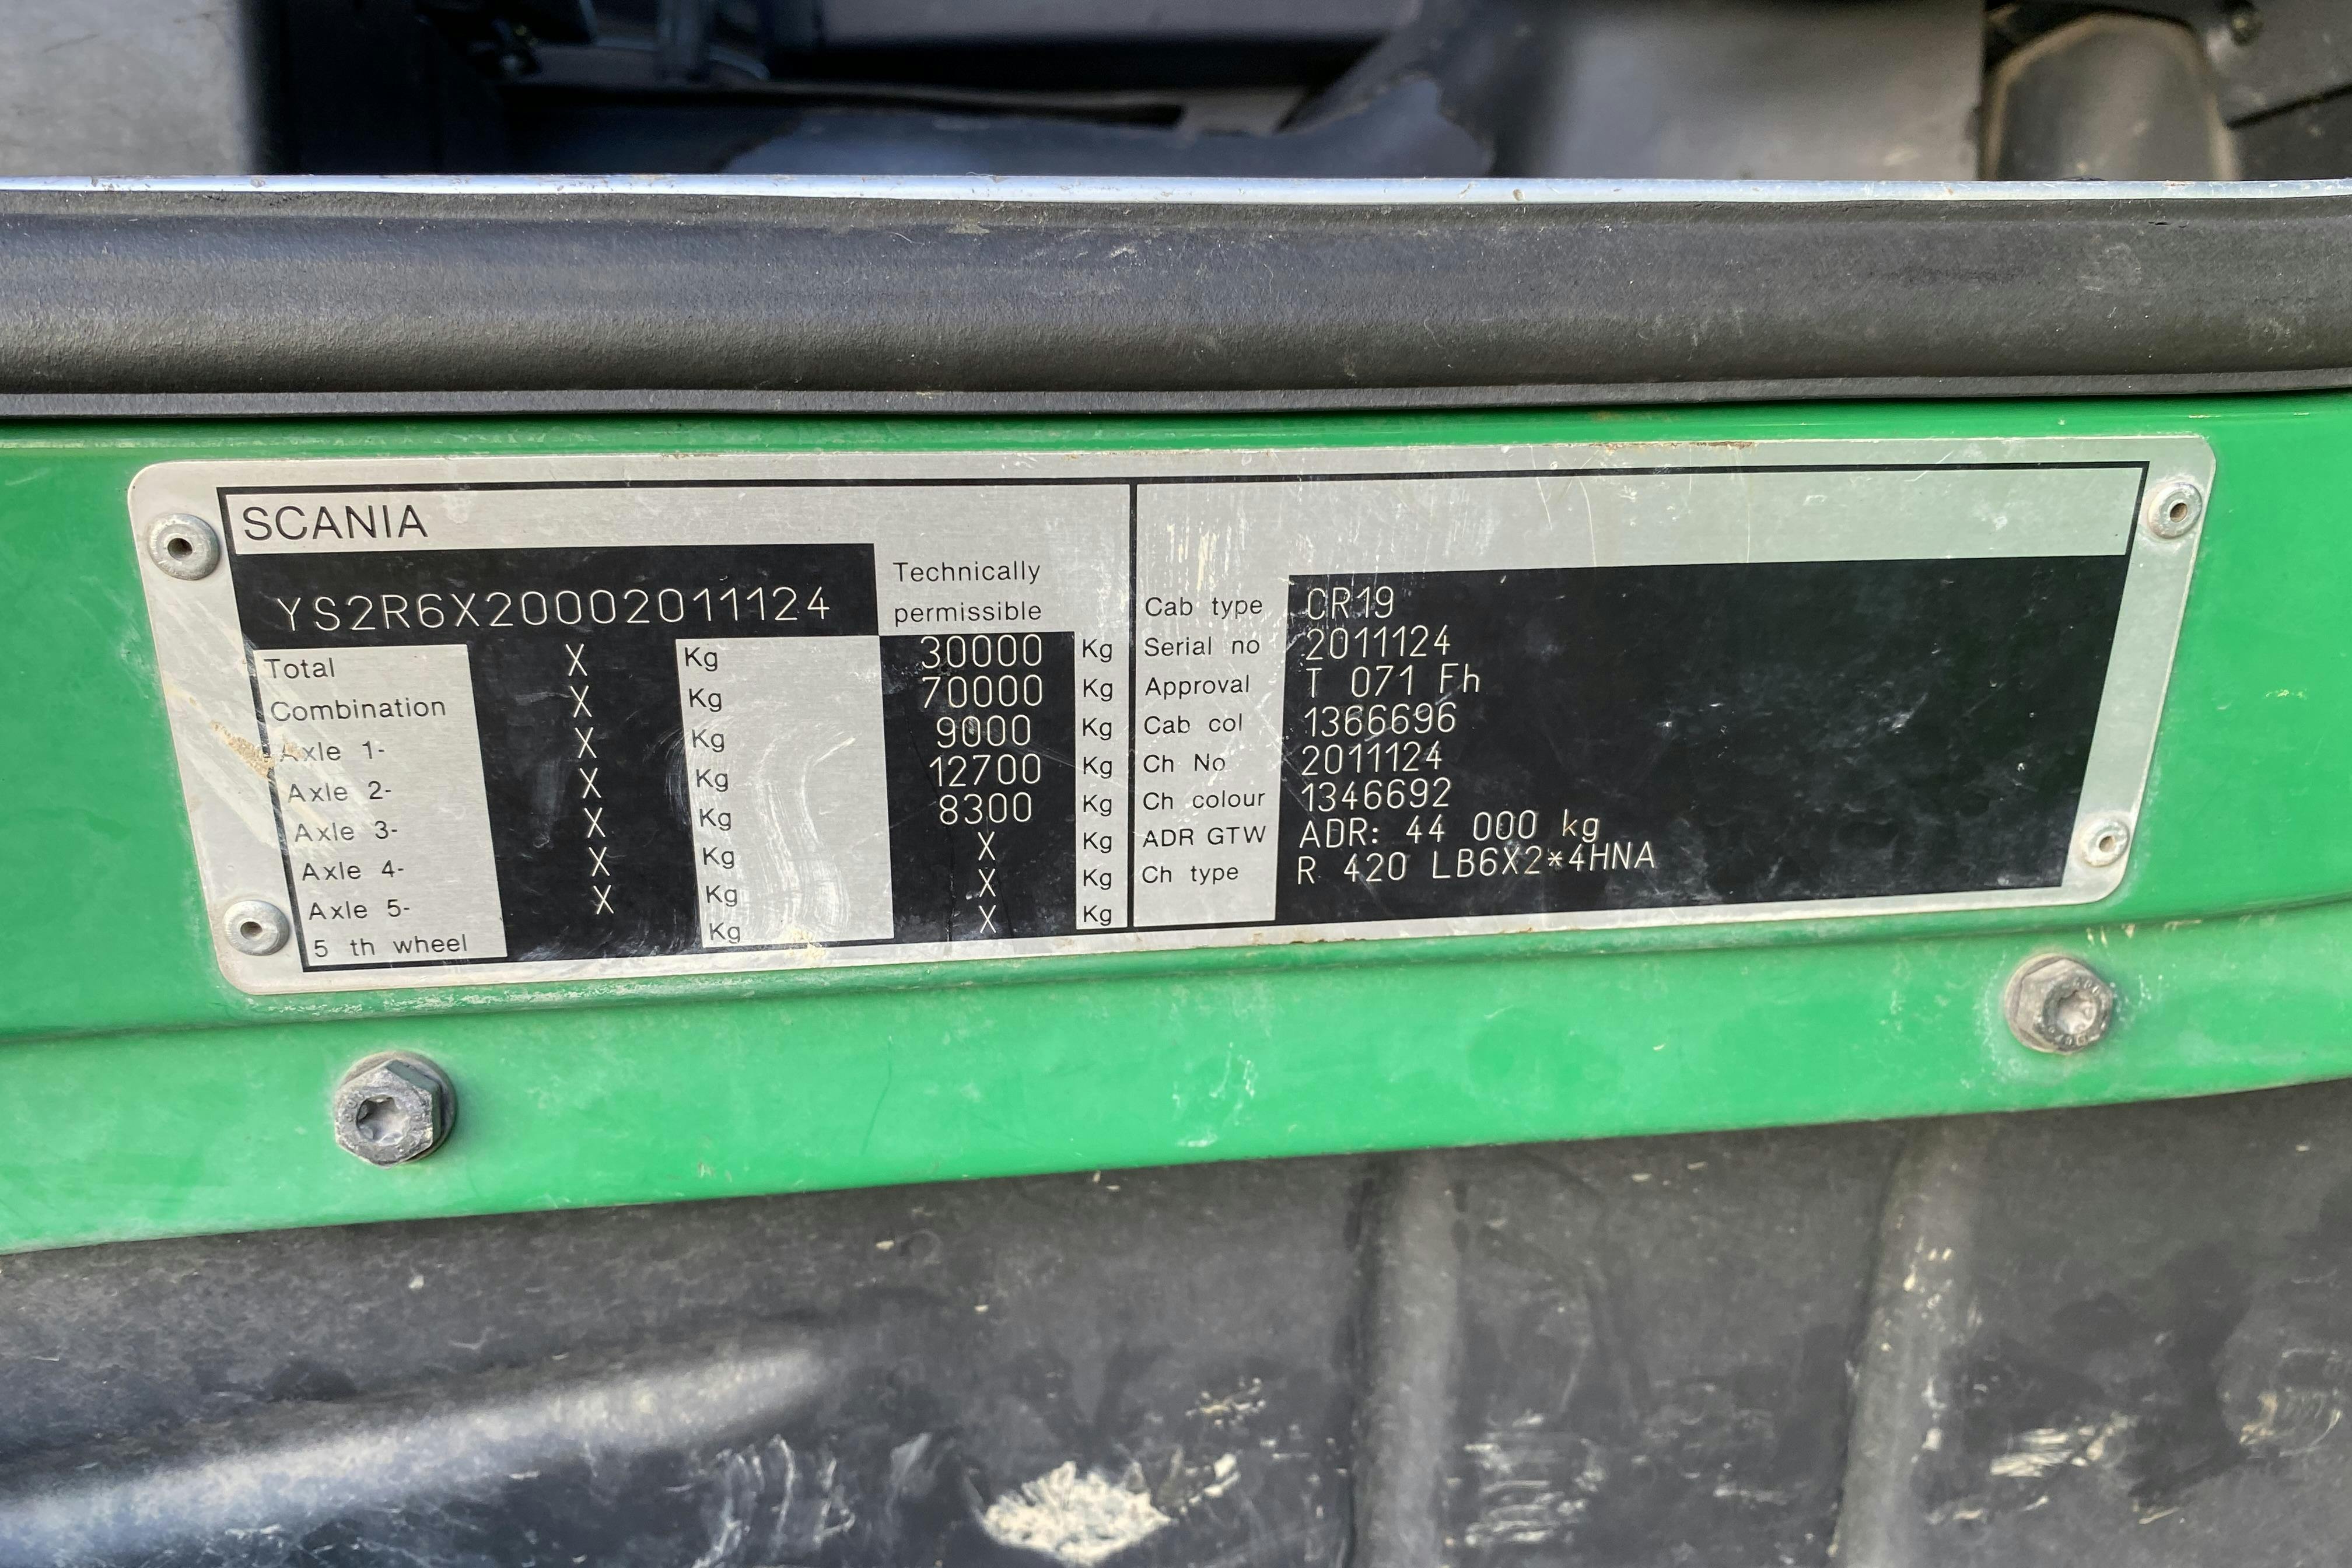 SCANIA
YS2R6X20002011124
Technically
permissible
Total X Kg 30000 Kg
Combination X Kg 70000 Kg
Axle 1- X Kg 9000 Kg
Axle 2- X Kg 12700 Kg
Axle 3- X Kg 8300 Kg
Axle 4- X Kg X Kg
Axle 5- X Kg X Kg
5 th wheel Kg X Kg
Cab type CR19
Serial no 2011124
Approval T 071 Fh
Cab col 1366696
Ch No 2011124
Ch colour 1346692
ADR GTW ADR: 44 000 kg
Ch type R 420 LB6X2*4HNA